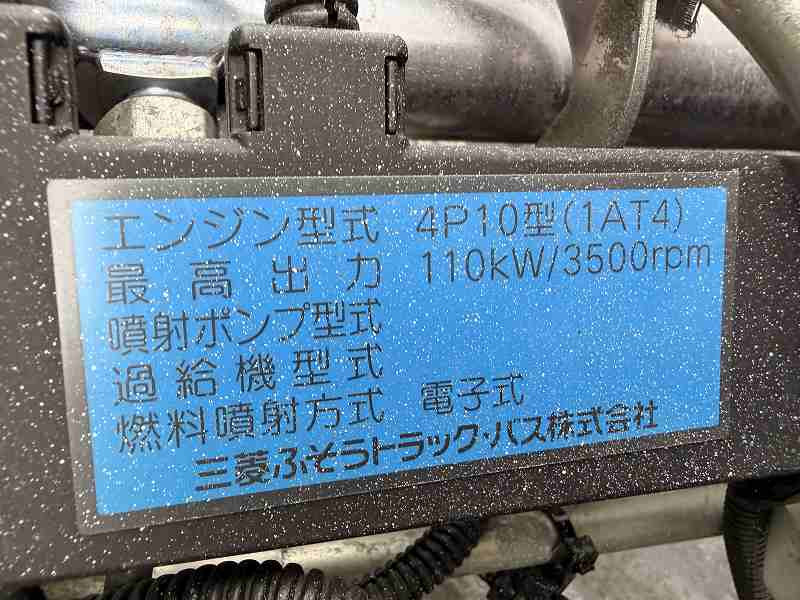 エンジン型式 4P10型(1AT4)
最高出力 110kW/3500rpm
噴射ポンプ型式
過給機型式
燃料噴射方式 電子式
三菱ふそうトラック・バス株式会社